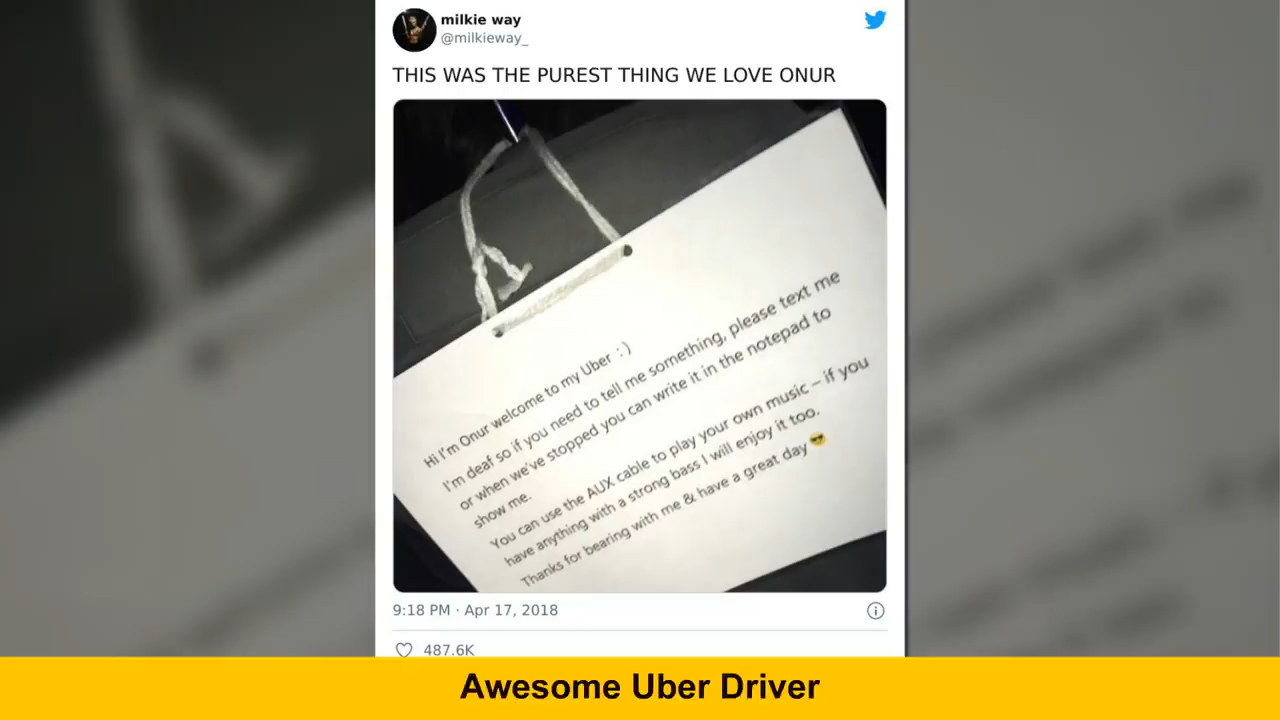 milkie way
@milkieway_
THIS WAS THE PUREST THING WE LOVE ONUR
Hi I'm Onur welcome to my Uber :)
I'm deaf so if you need to tell me something, please text me
or when we've stopped you can write it in the notepad to
show me.
You can use the AUX cable to play your own music – if you
have anything with a strong bass I will enjoy it too.
Thanks for bearing with me & have a great day 😎
9:18 PM · Apr 17, 2018
487.6K
Awesome Uber Driver